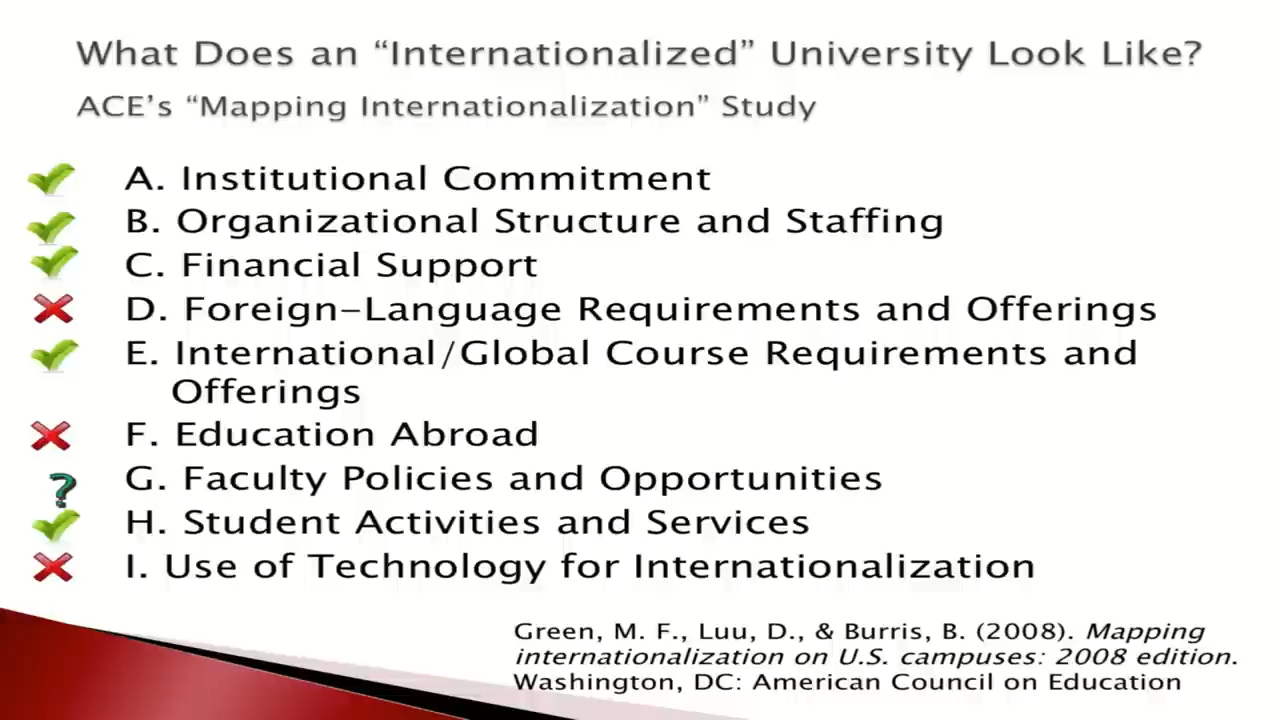 What Does an “Internationalized” University Look Like?
ACE’s “Mapping Internationalization” Study
A. Institutional Commitment
B. Organizational Structure and Staffing
C. Financial Support
D. Foreign-Language Requirements and Offerings
E. International/Global Course Requirements and
Offerings
F. Education Abroad
? G. Faculty Policies and Opportunities
H. Student Activities and Services
I. Use of Technology for Internationalization
Green, M. F., Luu, D., & Burris, B. (2008). Mapping
internationalization on U.S. campuses: 2008 edition.
Washington, DC: American Council on Education